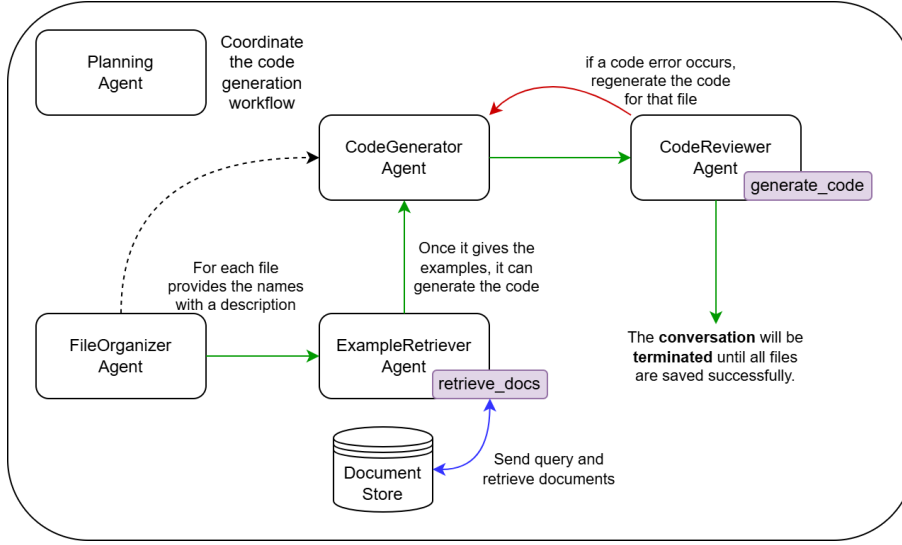 Planning
Agent
Coordinate
the code
generation
workflow
if a code error occurs,
regenerate the code
for that file
CodeGenerator
Agent
CodeReviewer
Agent
generate_code
For each file
provides the names
with a description
Once it gives the
examples, it can
generate the code
FileOrganizer
Agent
ExampleRetriever
Agent
retrieve_docs
The conversation will be
terminated until all files
are saved successfully.
Document
Store
Send query and
retrieve documents